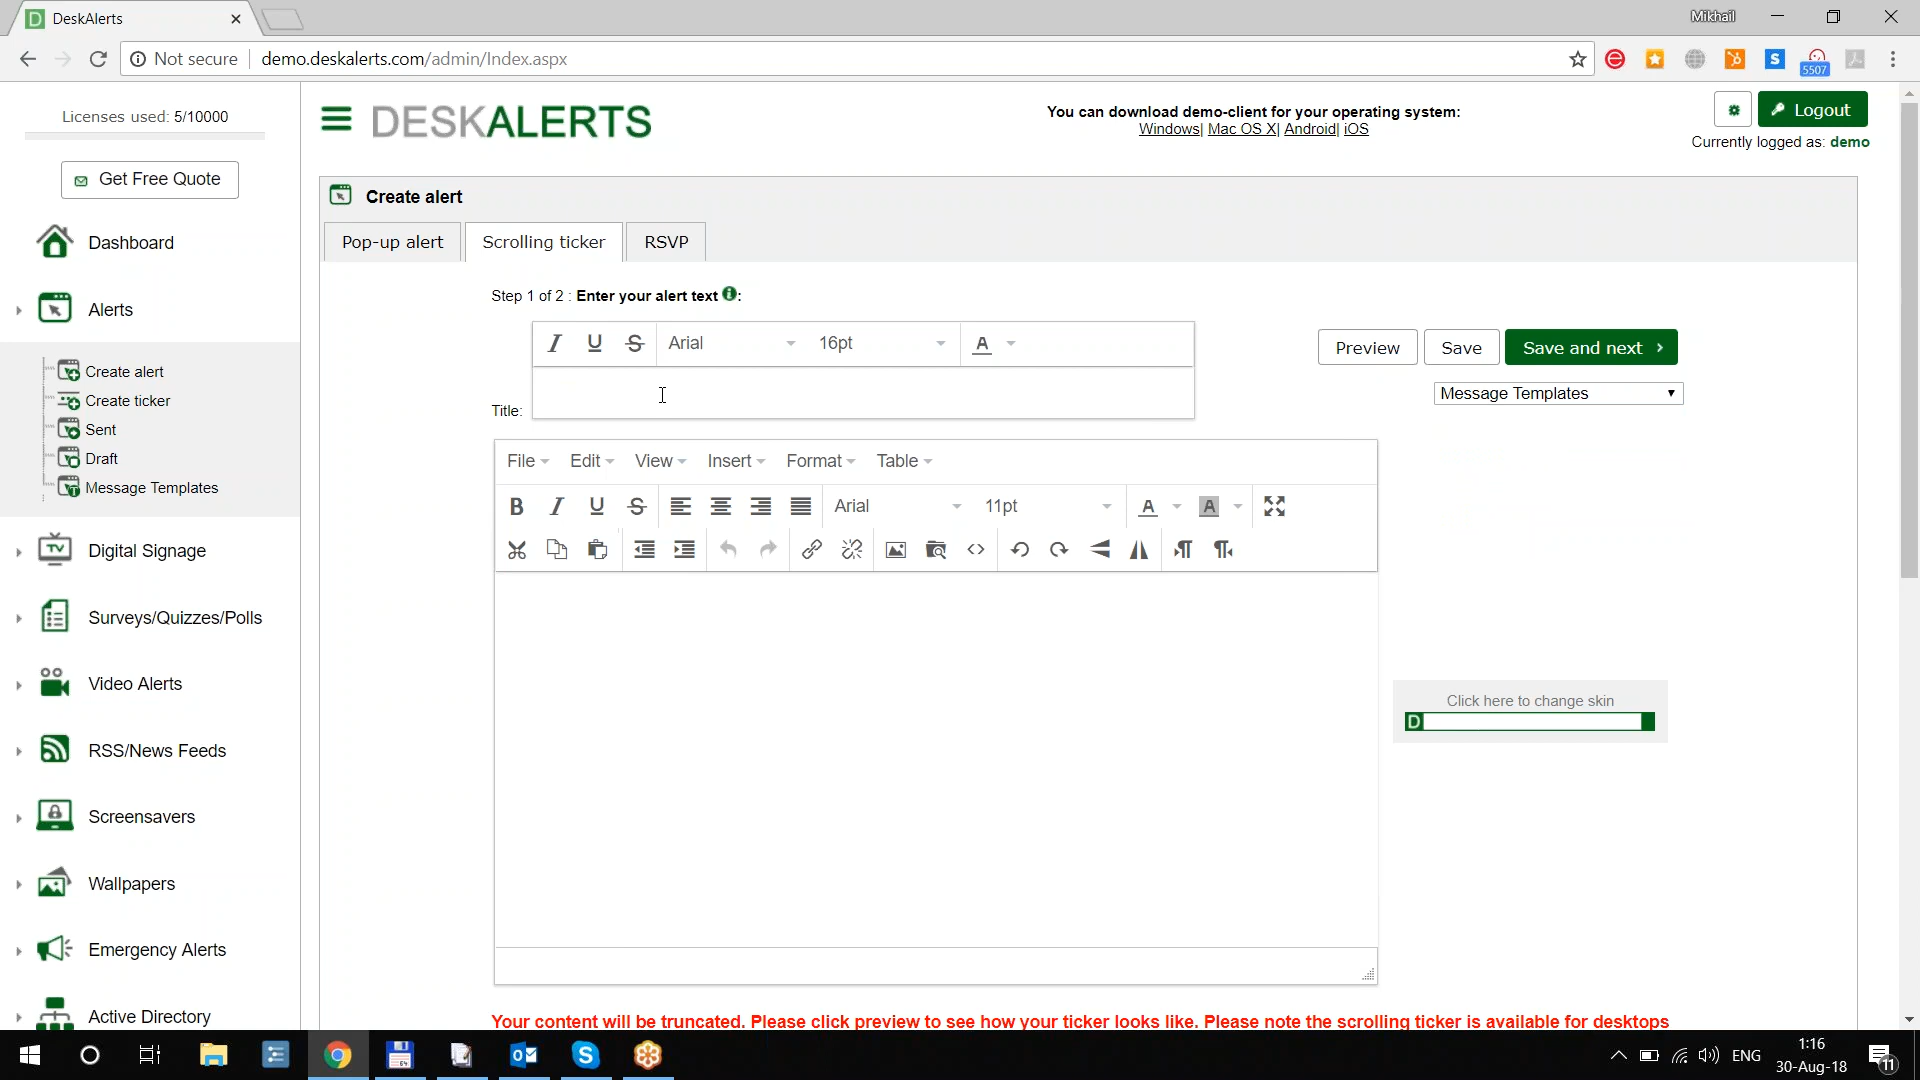 DeskAlerts
Mikhail
Not secure
demo.deskalerts.com/admin/Index.aspx
S
5507
Licenses used: 5/10000
Get Free Quote
DESKALERTS
You can download demo-client for your operating system:
Windows| Mac OS X| Android| iOS
Logout
Currently logged as: demo
Dashboard
Alerts
Create alert
Create ticker
Sent
Draft
Message Templates
TV
Digital Signage
Surveys/Quizzes/Polls
Video Alerts
RSS/News Feeds
Screensavers
Wallpapers
Emergency Alerts
Active Directory
Create alert
Pop-up alert
Scrolling ticker
RSVP
Step 1 of 2 : Enter your alert text :
I U S Arial 16pt A
Title:
Preview
Save
Save and next
Message Templates
File Edit View Insert Format Table
B I U S Arial 11pt A A
Click here to change skin
D
Your content will be truncated. Please click preview to see how your ticker looks like. Please note the scrolling ticker is available for desktops
ENG
1:16
30-Aug-18
11